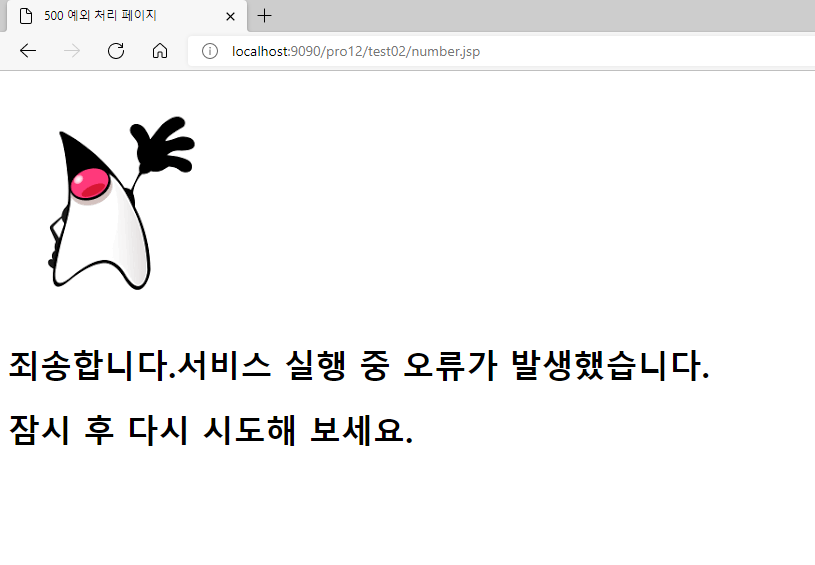 500 예외 처리 페이지
localhost:9090/pro12/test02/number.jsp
죄송합니다.서비스 실행 중 오류가 발생했습니다.
잠시 후 다시 시도해 보세요.